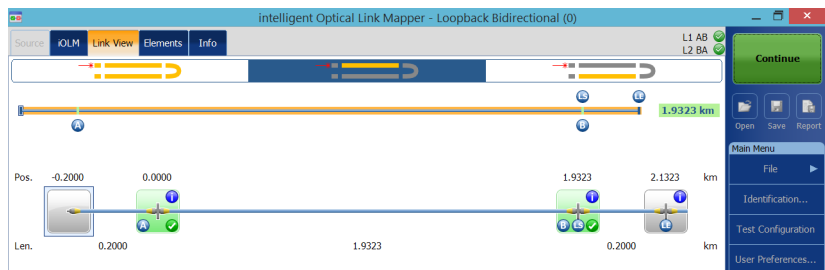 intelligent Optical Link Mapper - Loopback Bidirectional (0)
Source iOLM Link View Elements Info
L1 AB
L2 BA
Continue
LS LE
1.9323 km
A B
Open Save Report
Main Menu
File
Pos. -0.2000 0.0000 1.9323 2.1323 km
Identification...
i i i
A B LS LE
Test Configuration
Len. 0.2000 1.9323 0.2000 km
User Preferences...